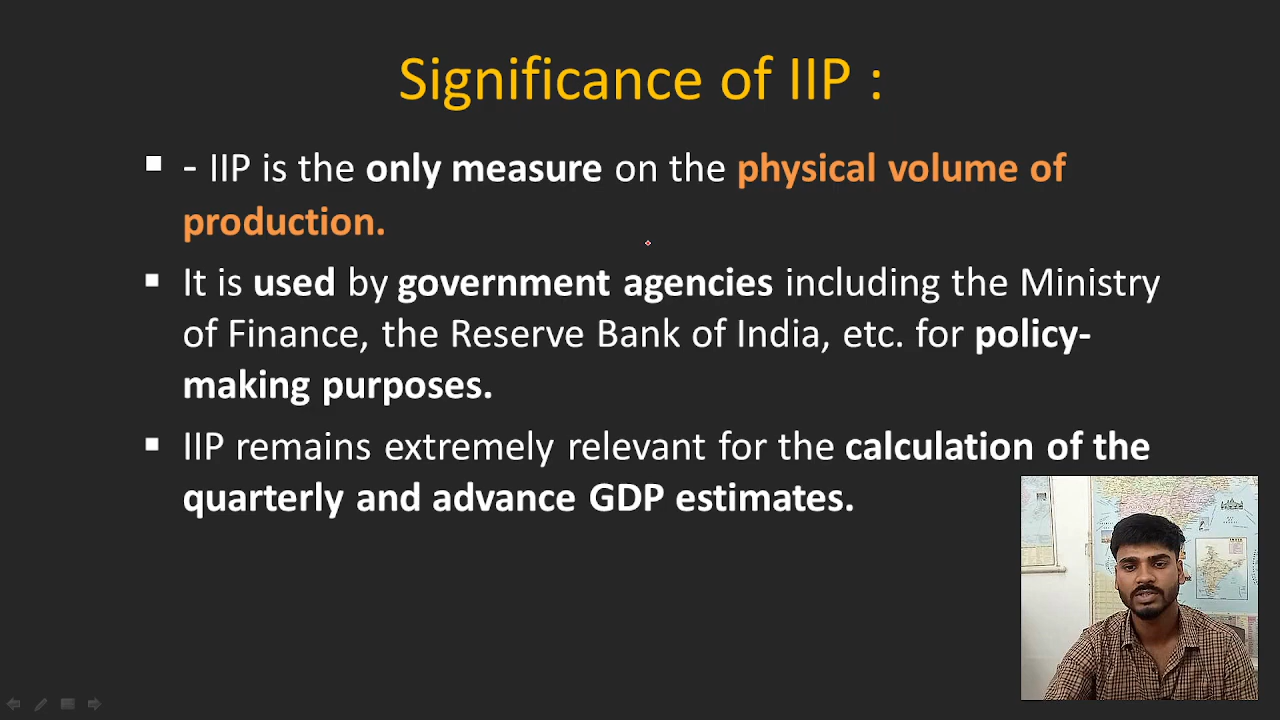 Significance of IIP :
- IIP is the only measure on the physical volume of
production.
It is used by government agencies including the Ministry
of Finance, the Reserve Bank of India, etc. for policy-
making purposes.
IIP remains extremely relevant for the calculation of the
quarterly and advance GDP estimates.